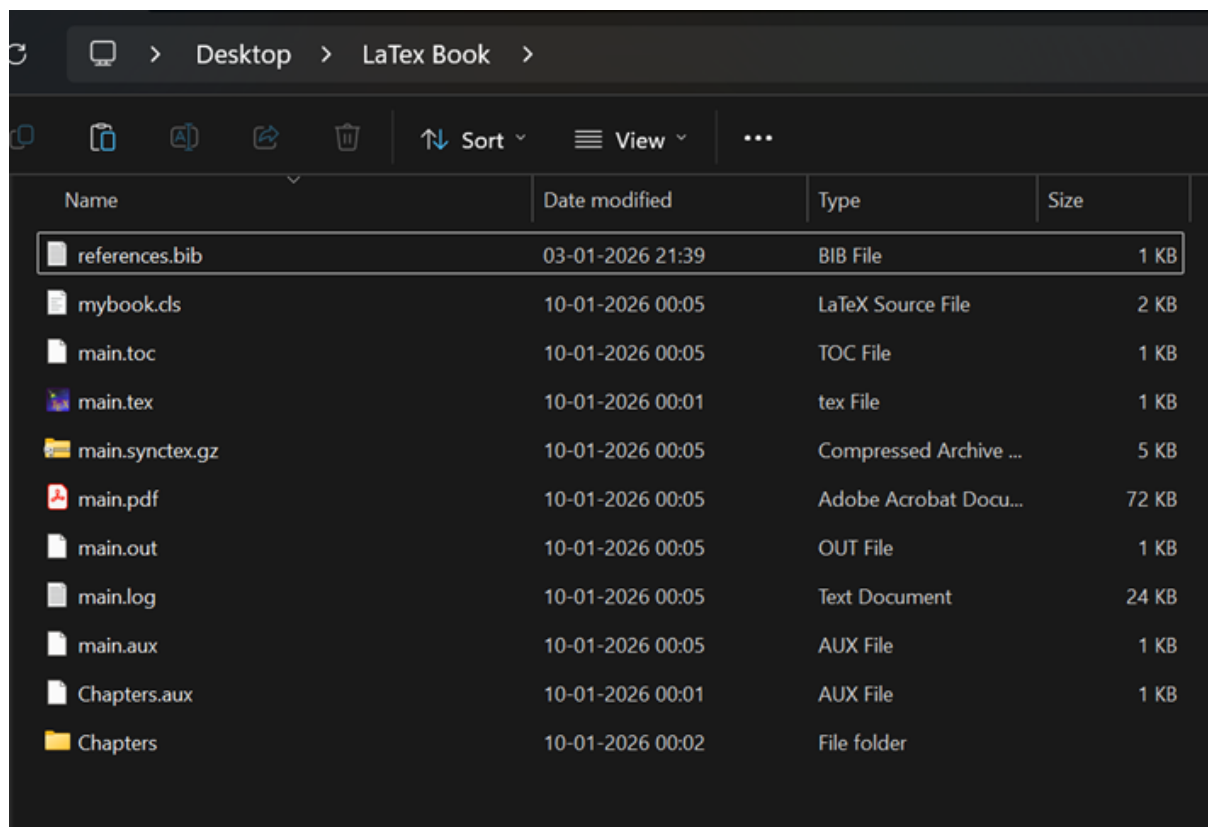 Desktop > LaTex Book >
Sort View •••
Name Date modified Type Size
references.bib 03-01-2026 21:39 BIB File 1 KB
mybook.cls 10-01-2026 00:05 LaTeX Source File 2 KB
main.toc 10-01-2026 00:05 TOC File 1 KB
main.tex 10-01-2026 00:01 tex File 1 KB
main.synctex.gz 10-01-2026 00:05 Compressed Archive ... 5 KB
main.pdf 10-01-2026 00:05 Adobe Acrobat Docu... 72 KB
main.out 10-01-2026 00:05 OUT File 1 KB
main.log 10-01-2026 00:05 Text Document 24 KB
main.aux 10-01-2026 00:05 AUX File 1 KB
Chapters.aux 10-01-2026 00:01 AUX File 1 KB
Chapters 10-01-2026 00:02 File folder